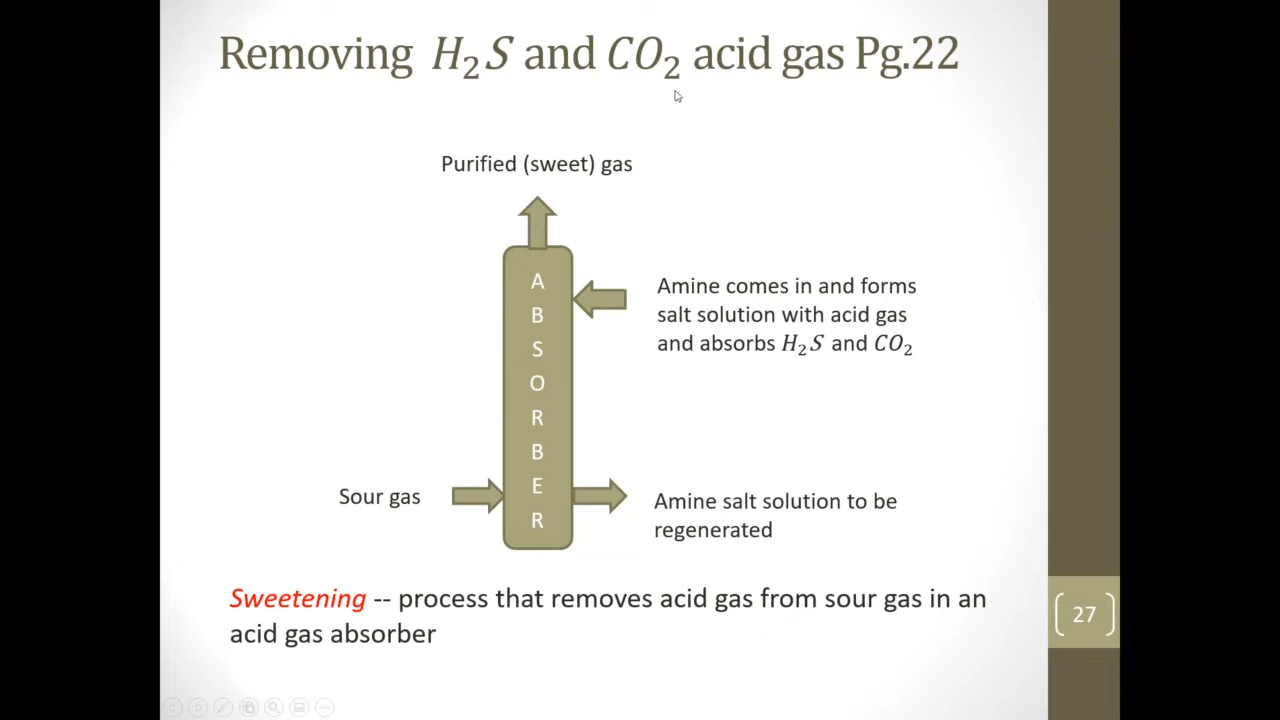 Removing H₂S and CO₂ acid gas Pg.22
Purified (sweet) gas
A
B
S
O
R
B
E
R
Amine comes in and forms
salt solution with acid gas
and absorbs H₂S and CO₂
Sour gas
Amine salt solution to be
regenerated
Sweetening -- process that removes acid gas from sour gas in an
acid gas absorber
27